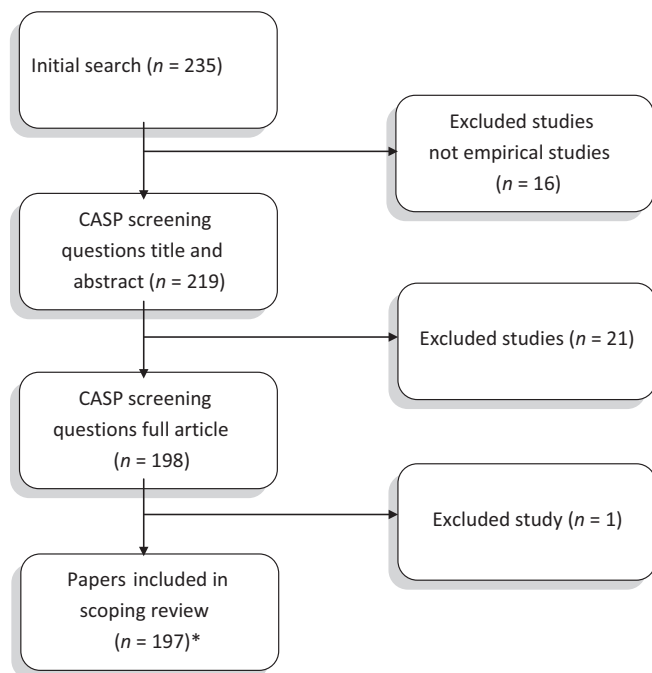 Initial search (n = 235)
Excluded studies
not empirical studies
(n = 16)
CASP screening
questions title and
abstract (n = 219)
Excluded studies (n = 21)
CASP screening
questions full article
(n = 198)
Excluded study (n = 1)
Papers included in
scoping review
(n = 197)*